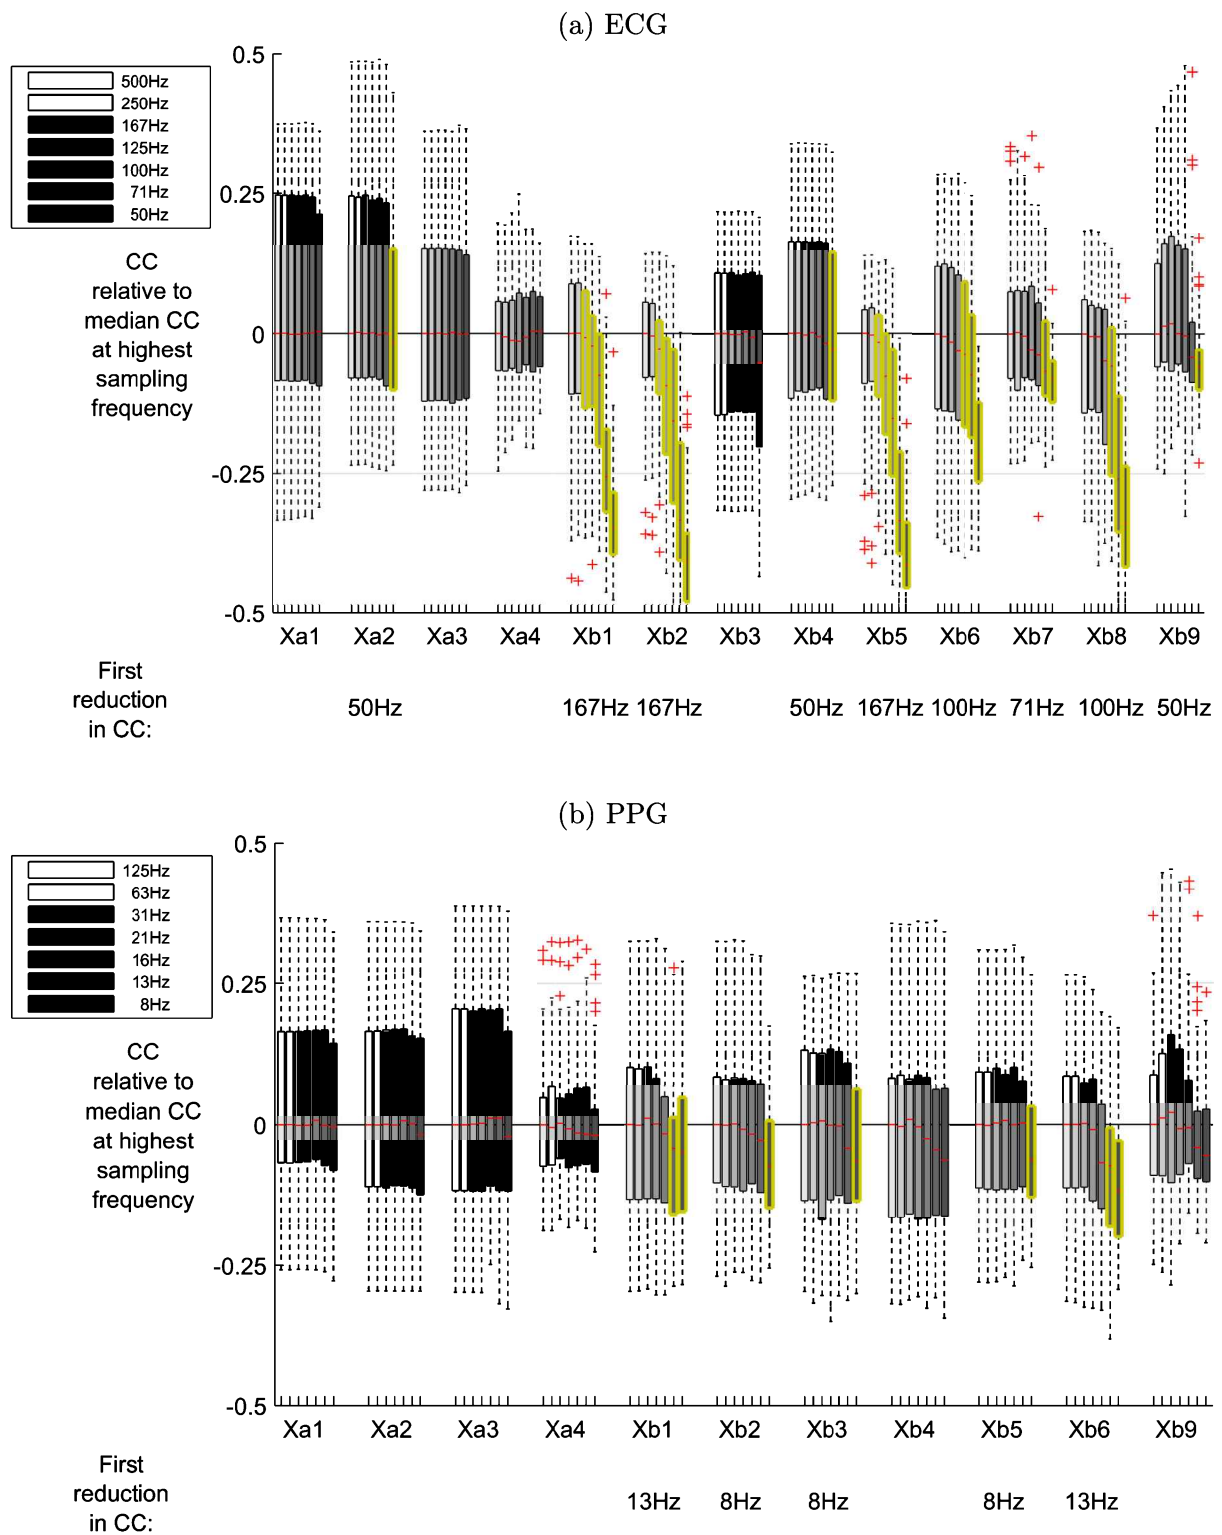 (a) ECG
0.5
500Hz
250Hz
167Hz
125Hz
100Hz
71Hz
50Hz
0.25
CC
relative to
median CC
at highest
sampling
frequency
0
-0.25
-0.5
Xa1 Xa2 Xa3 Xa4 Xb1 Xb2 Xb3 Xb4 Xb5 Xb6 Xb7 Xb8 Xb9
First
reduction
in CC:
50Hz 167Hz 167Hz 50Hz 167Hz 100Hz 71Hz 100Hz 50Hz
(b) PPG
0.5
125Hz
63Hz
31Hz
21Hz
16Hz
13Hz
8Hz
0.25
CC
relative to
median CC
at highest
sampling
frequency
0
-0.25
-0.5
Xa1 Xa2 Xa3 Xa4 Xb1 Xb2 Xb3 Xb4 Xb5 Xb6 Xb9
First
reduction
in CC:
13Hz 8Hz 8Hz 8Hz 13Hz